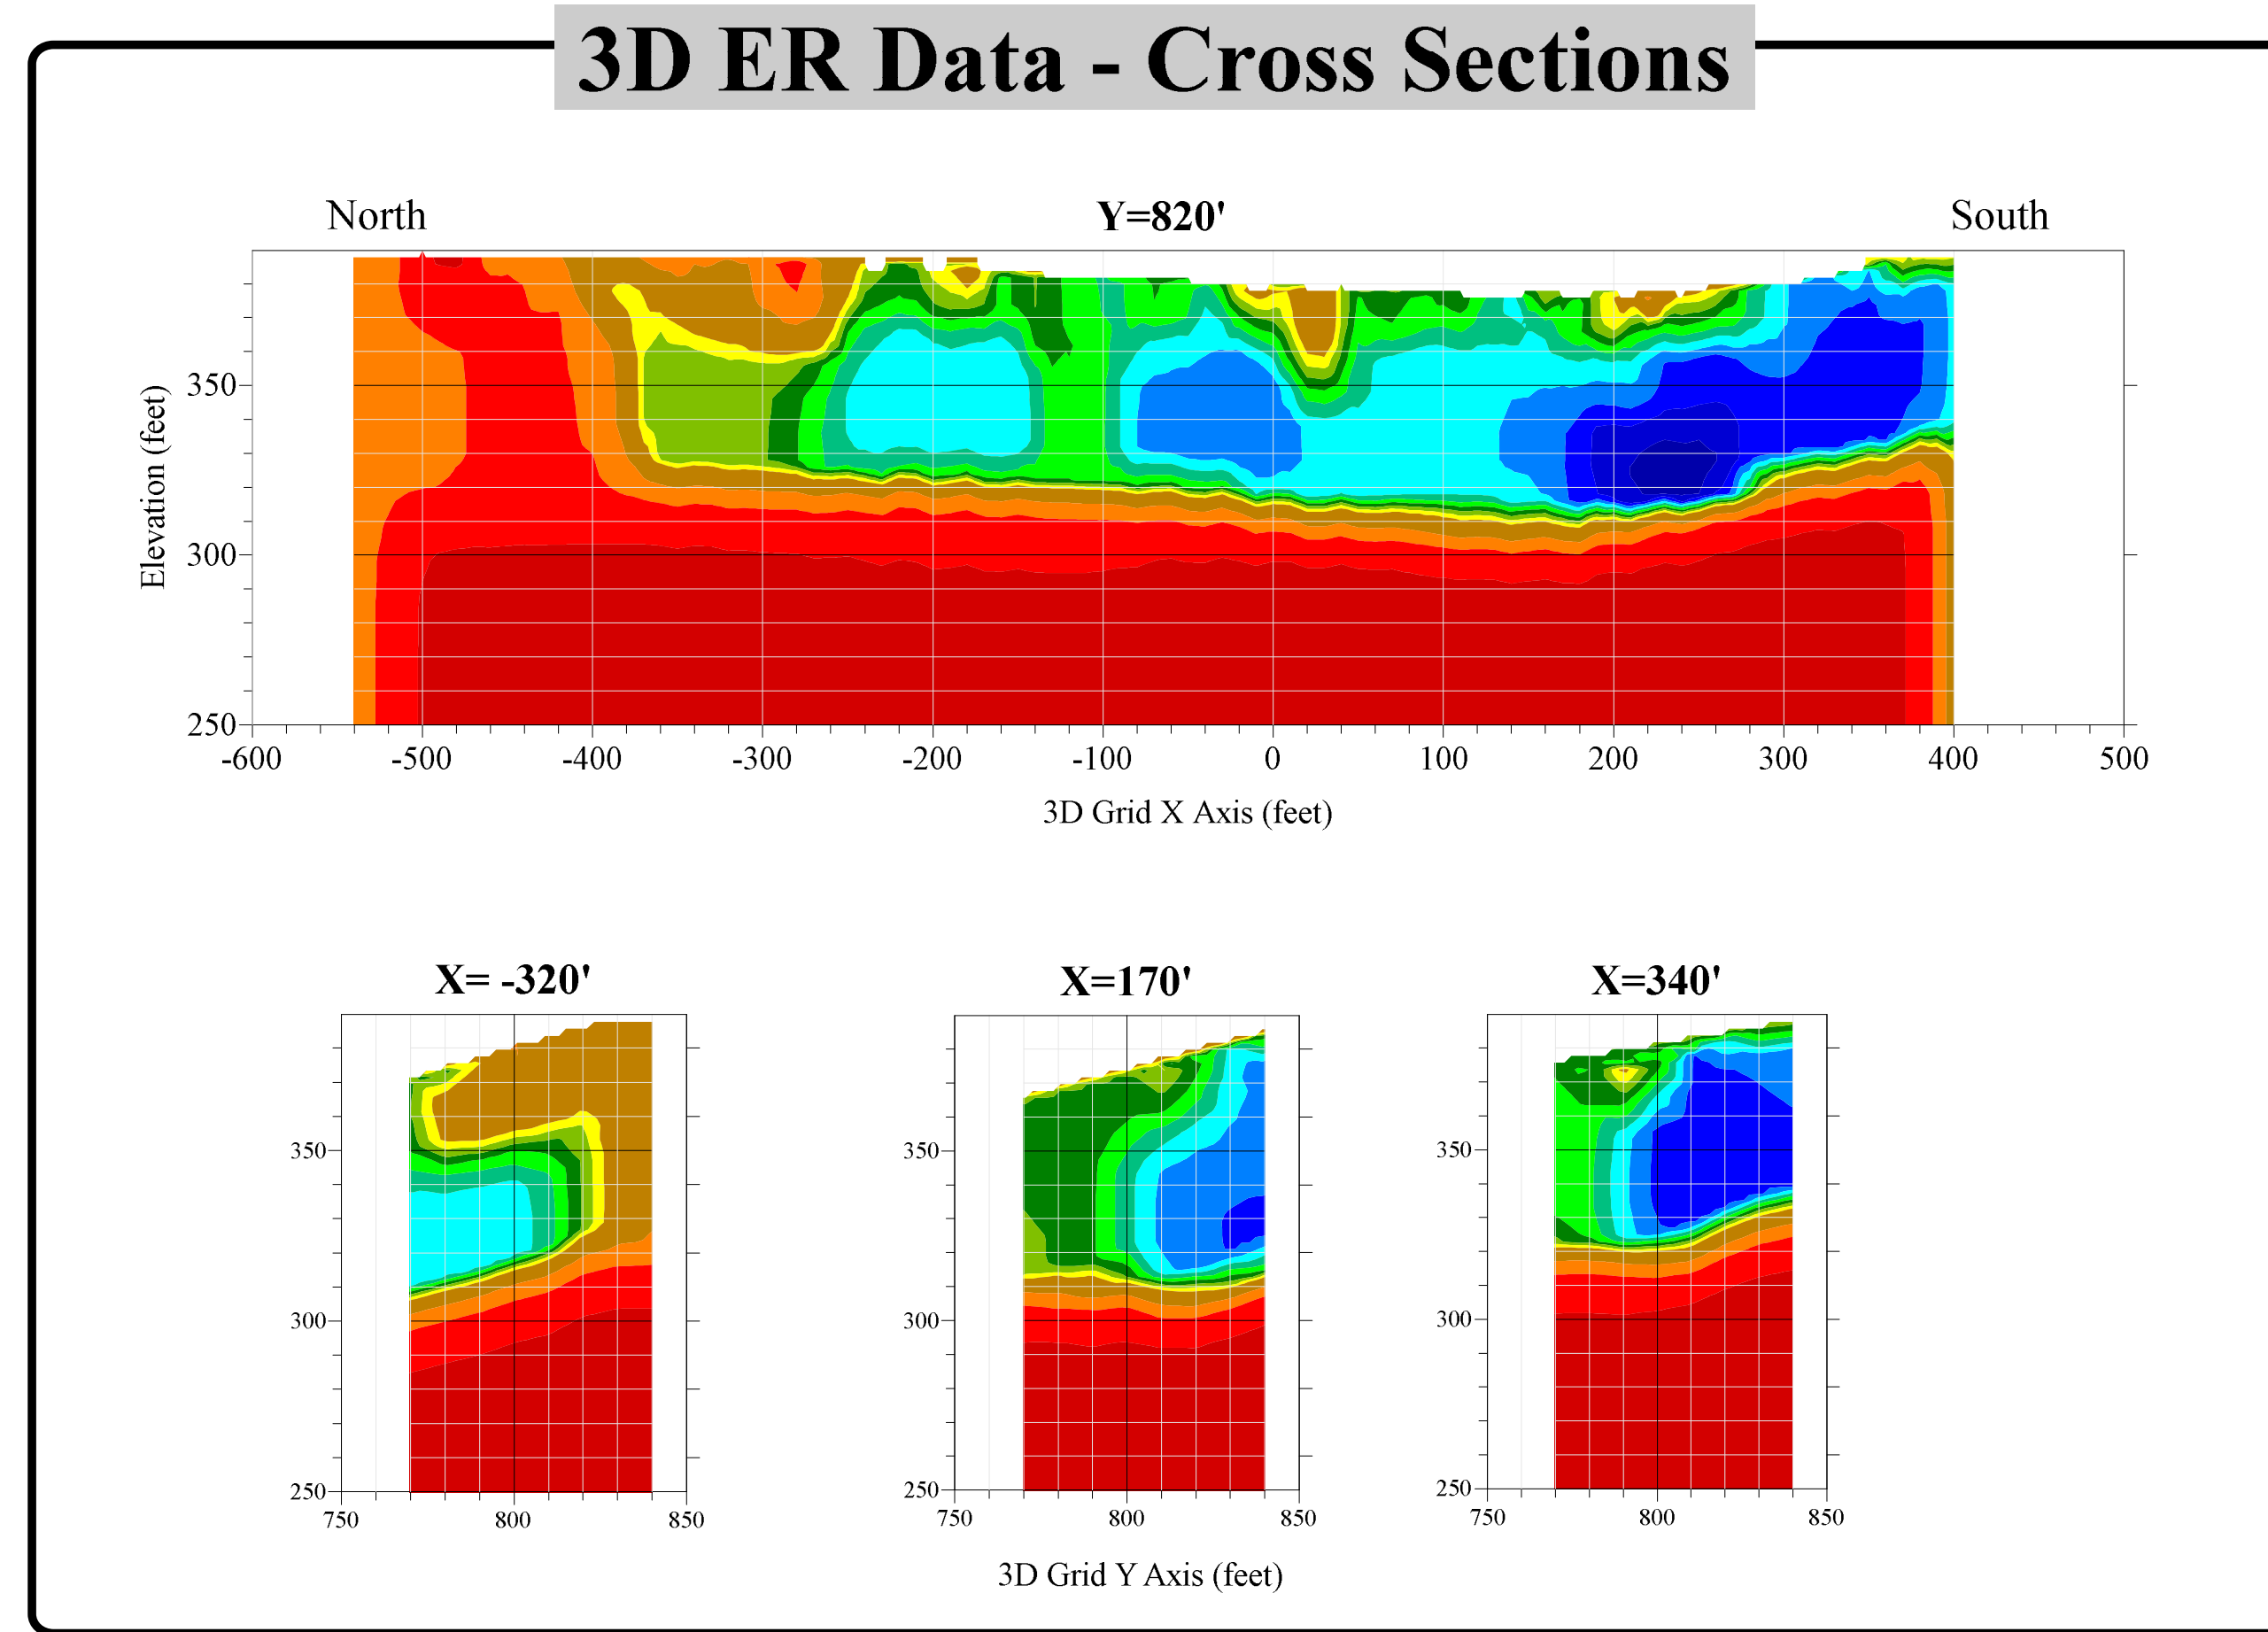 3D ER Data - Cross Sections
North Y=820' South
Elevation (feet)
350
300
250
-600 -500 -400 -300 -200 -100 0 100 200 300 400 500
3D Grid X Axis (feet)
X= -320' X=170' X=340'
350 350 350
300 300 300
250 250 250
750 800 850 750 800 850 750 800 850
3D Grid Y Axis (feet)